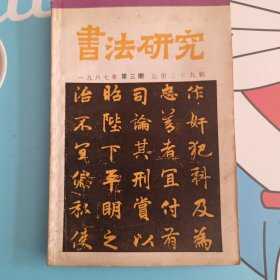 書法研究
一九八七年 第三期 总第二十九辑
作奸犯科及為
忠善者宜付有
司論其刑賞以
昭陛下平明之
治不宜偏私使